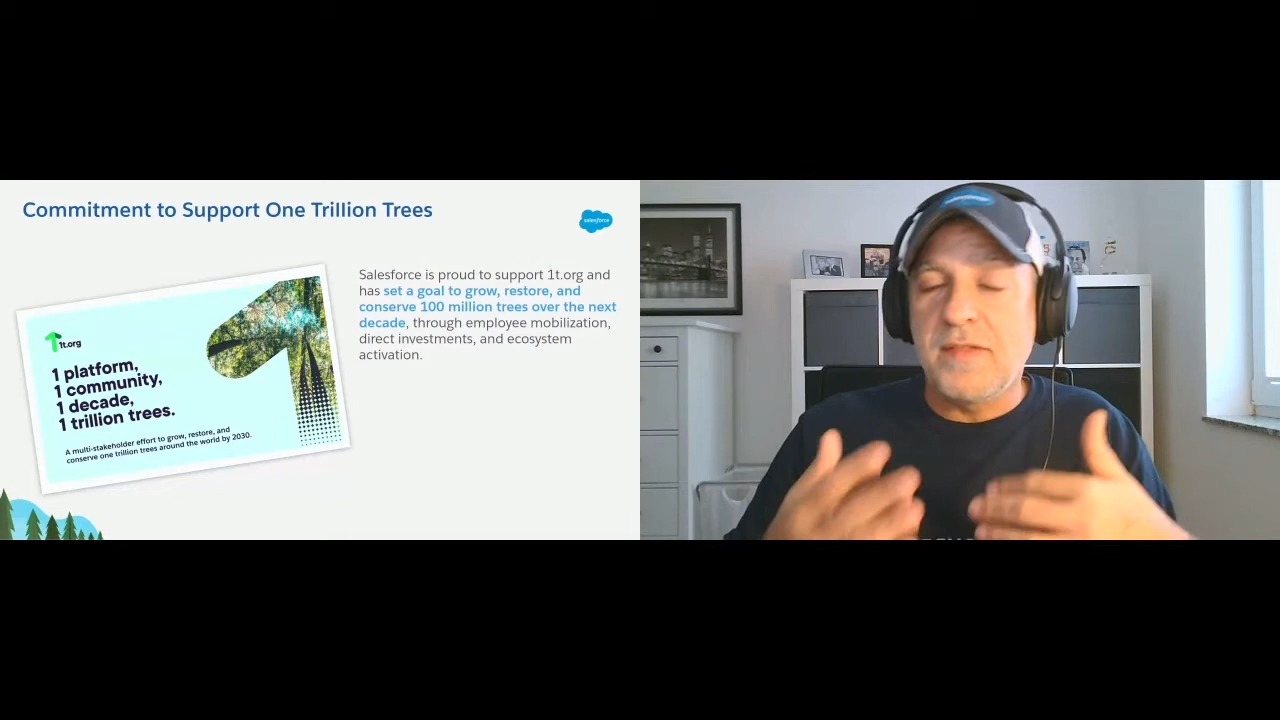 Commitment to Support One Trillion Trees
salesforce
1t.org
1 platform,
1 community,
1 decade,
1 trillion trees.
A multi-stakeholder effort to grow, restore, and
conserve one trillion trees around the world by 2030.
Salesforce is proud to support 1t.org and
has set a goal to grow, restore, and
conserve 100 million trees over the next
decade, through employee mobilization,
direct investments, and ecosystem
activation.
salesforce